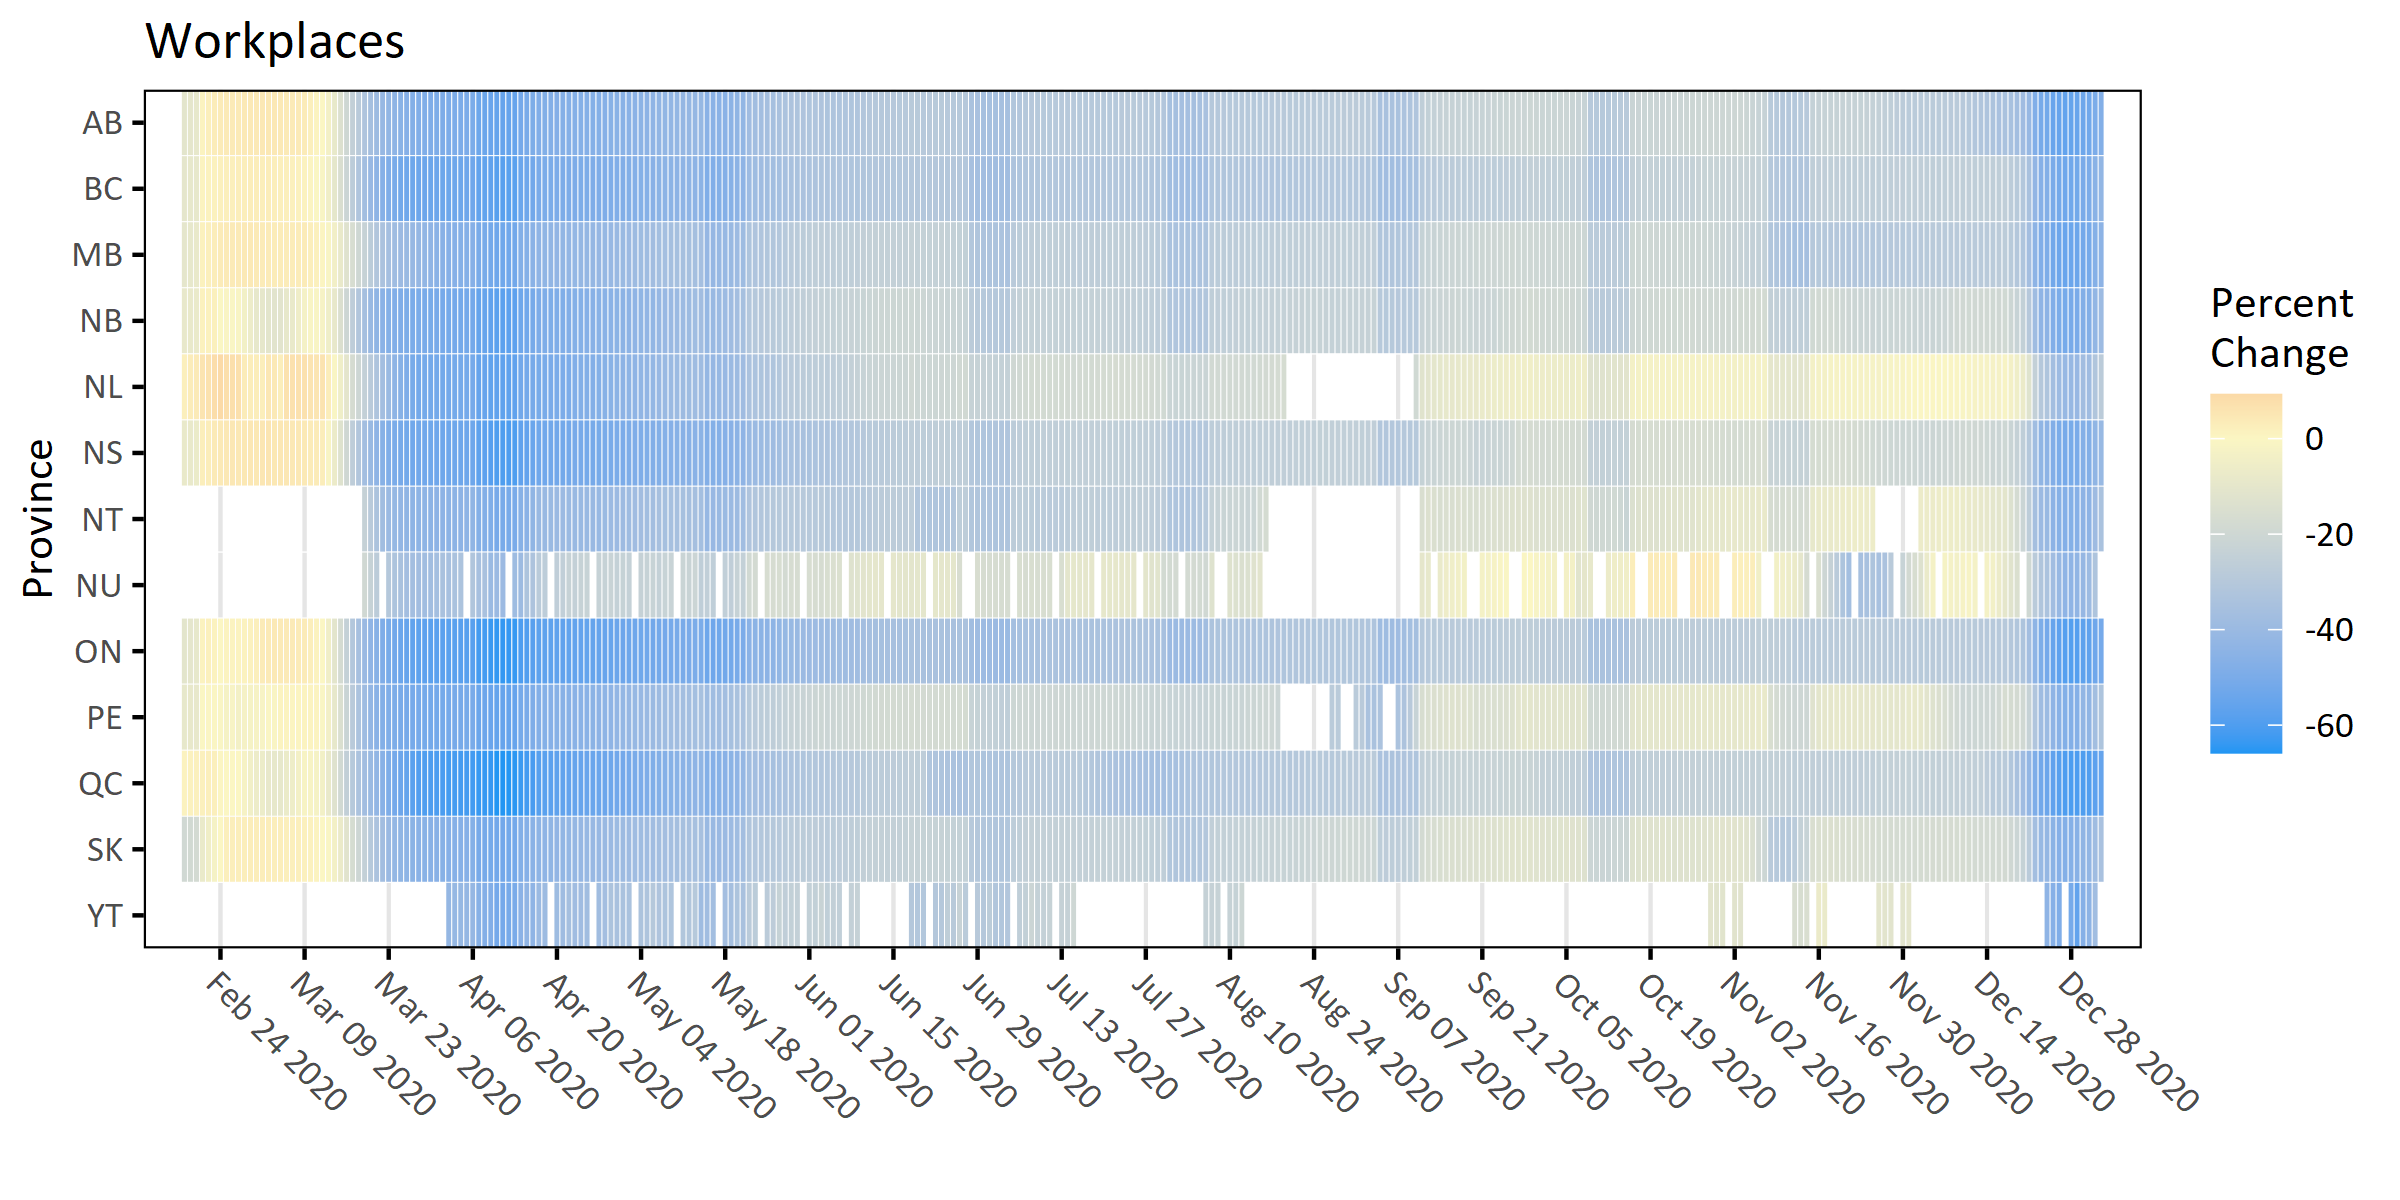 Workplaces
Province
AB
BC
MB
NB
NL
NS
NT
NU
ON
PE
QC
SK
YT
Feb 24 2020
Mar 09 2020
Mar 23 2020
Apr 06 2020
Apr 20 2020
May 04 2020
May 18 2020
Jun 01 2020
Jun 15 2020
Jun 29 2020
Jul 13 2020
Jul 27 2020
Aug 10 2020
Aug 24 2020
Sep 07 2020
Sep 21 2020
Oct 05 2020
Oct 19 2020
Nov 02 2020
Nov 16 2020
Nov 30 2020
Dec 14 2020
Dec 28 2020
Percent
Change
0
-20
-40
-60